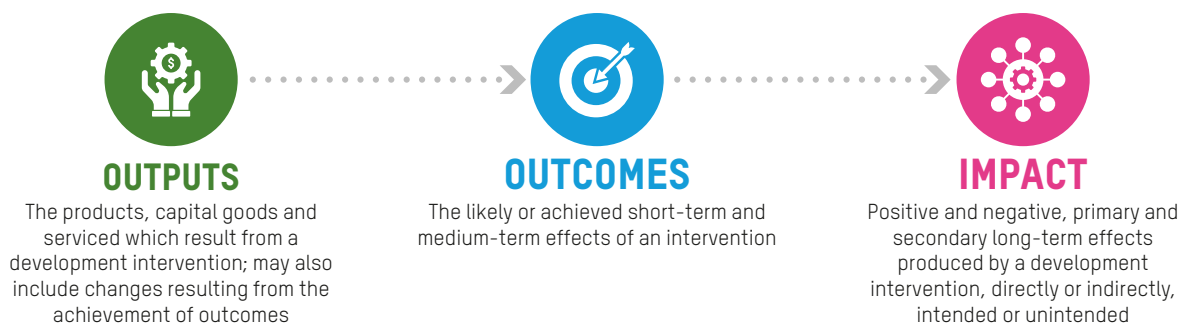 $
OUTPUTS
The products, capital goods and
serviced which result from a
development intervention; may also
include changes resulting from the
achievement of outcomes
OUTCOMES
The likely or achieved short-term and
medium-term effects of an intervention
IMPACT
Positive and negative, primary and
secondary long-term effects
produced by a development
intervention, directly or indirectly,
intended or unintended